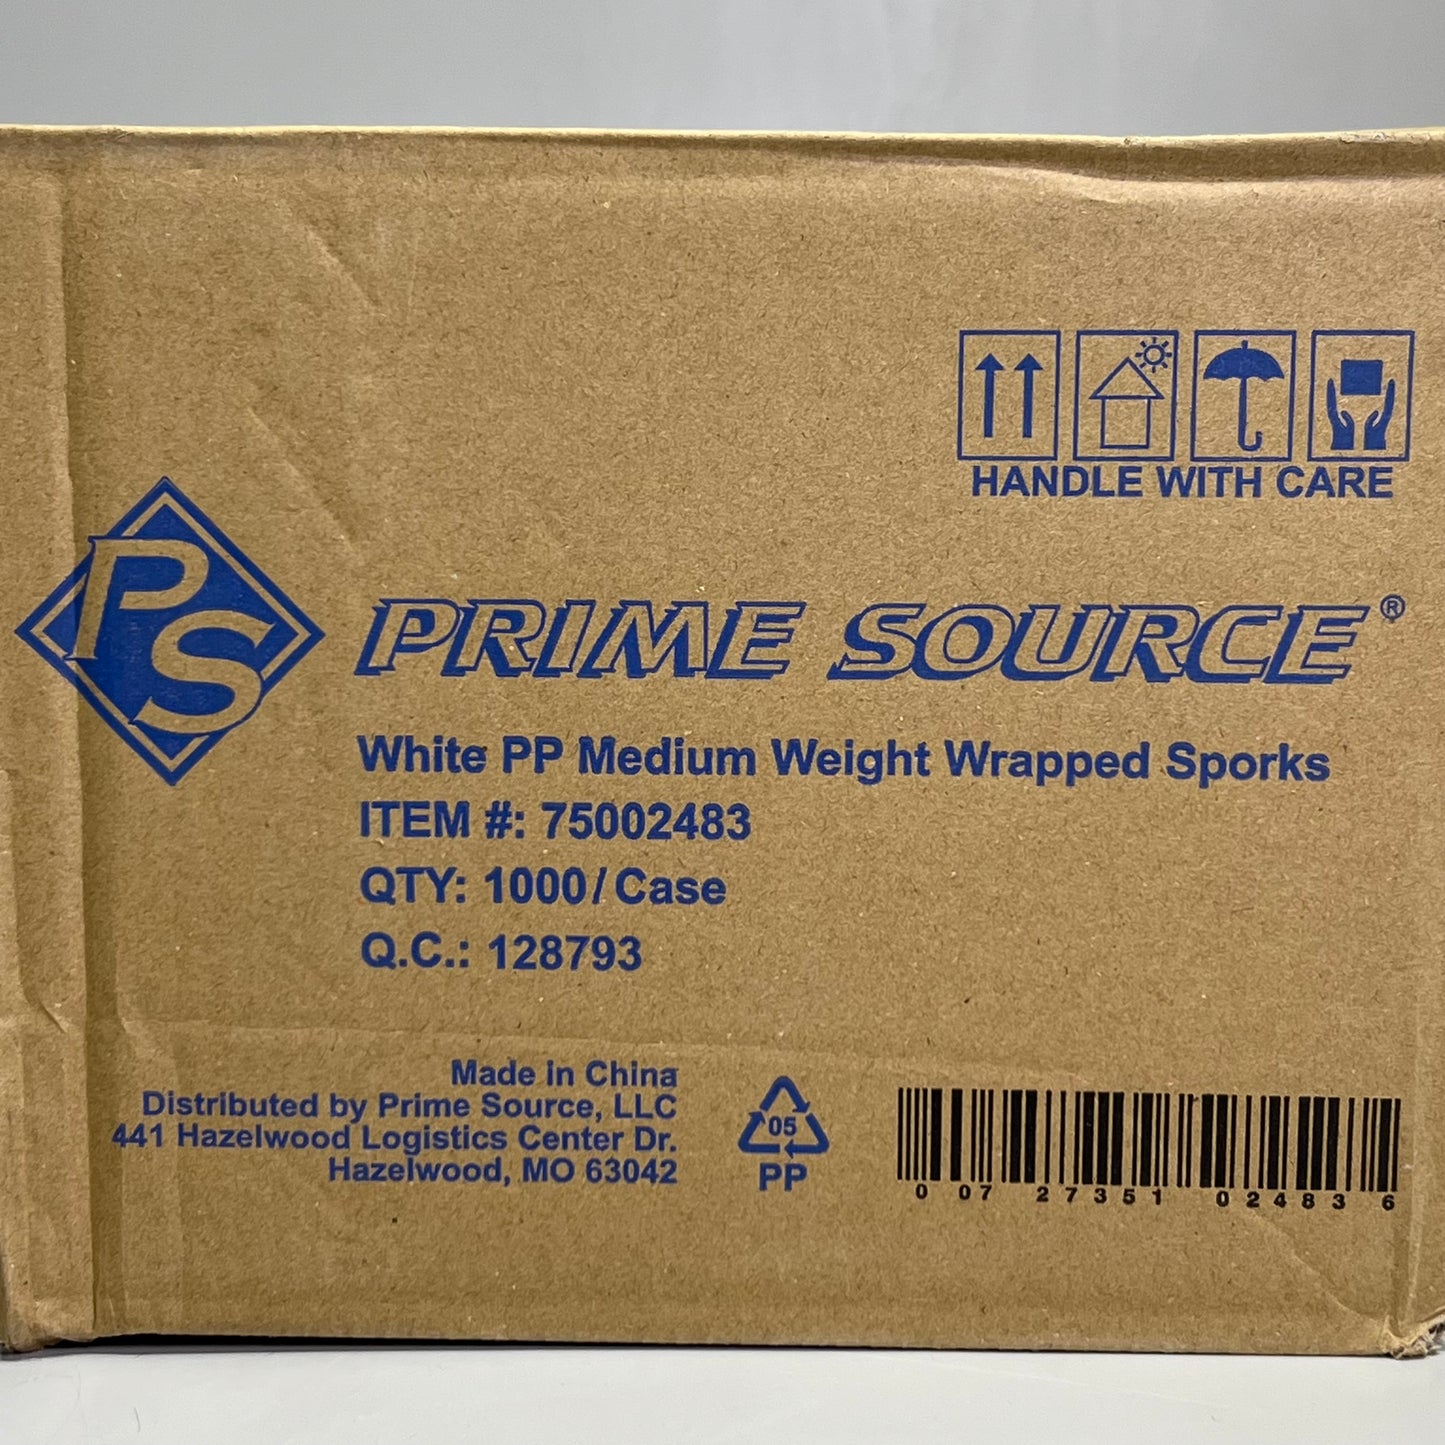 HANDLE WITH CARE
PS
PRIME SOURCE®
White PP Medium Weight Wrapped Sporks
ITEM #: 75002483
QTY: 1000/Case
Q.C.: 128793
Made in China
Distributed by Prime Source, LLC
441 Hazelwood Logistics Center Dr.
Hazelwood, MO 63042
05
PP
0 07 27351 02483 6